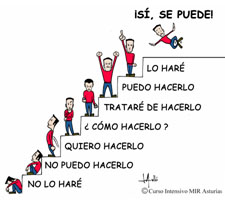 ¡SÍ, SE PUEDE!
LO HARÉ
PUEDO HACERLO
TRATARÉ DE HACERLO
¿ CÓMO HACERLO ?
QUIERO HACERLO
NO PUEDO HACERLO
NO LO HARÉ
© Curso Intensivo MIR Asturias